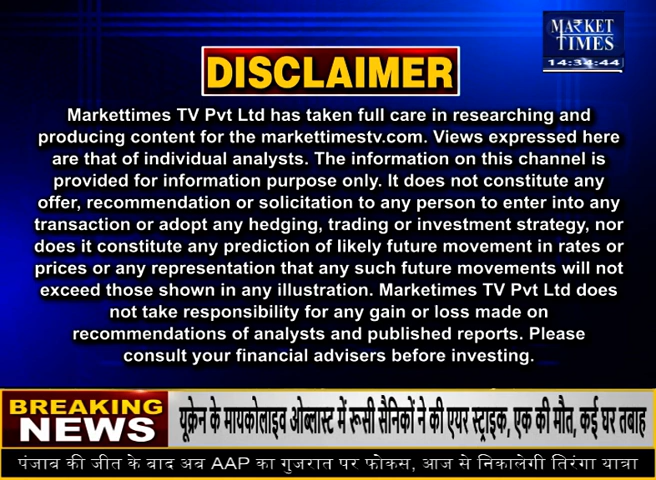 MARKET
TIMES
14:34:44
DISCLAIMER
Markettimes TV Pvt Ltd has taken full care in researching and
producing content for the markettimestv.com. Views expressed here
are that of individual analysts. The information on this channel is
provided for information purpose only. It does not constitute any
offer, recommendation or solicitation to any person to enter into any
transaction or adopt any hedging, trading or investment strategy, nor
does it constitute any prediction of likely future movement in rates or
prices or any representation that any such future movements will not
exceed those shown in any illustration. Marketimes TV Pvt Ltd does
not take responsibility for any gain or loss made on
recommendations of analysts and published reports. Please
consult your financial advisers before investing.
BREAKING
NEWS
यूक्रेन के मायकोलाइव ओब्लास्ट में रूसी सैनिकों ने की एयर स्ट्राइक, एक की मौत, कई घर तबाह
पंजाब की जीत के बाद अब AAP का गुजरात पर फोकस, आज से निकालेगी तिरंगा यात्रा